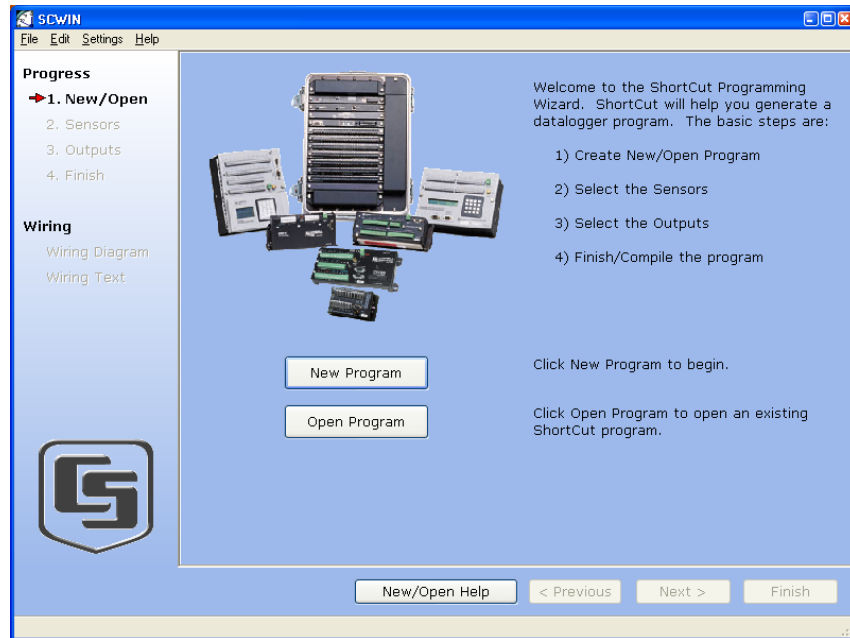 SCWIN
File Edit Settings Help
Progress
1. New/Open
2. Sensors
3. Outputs
4. Finish
Wiring
Wiring Diagram
Wiring Text
Welcome to the ShortCut Programming
Wizard. ShortCut will help you generate a
datalogger program. The basic steps are:
1) Create New/Open Program
2) Select the Sensors
3) Select the Outputs
4) Finish/Compile the program
New Program
Click New Program to begin.
Open Program
Click Open Program to open an existing
ShortCut program.
New/Open Help
< Previous
Next >
Finish